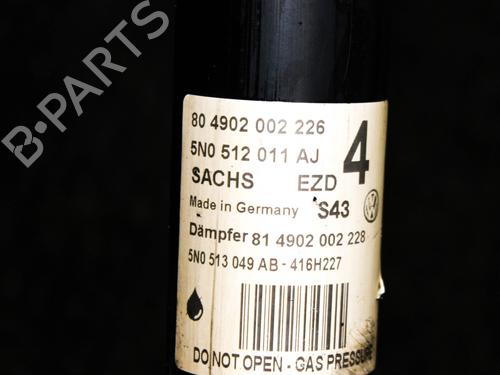 80 4902 002 226
5N0 512 011 AJ 4
SACHS EZD
Made in Germany S43
Dämpfer 81 4902 002 228
5N0 513 049 AB - 416H227
DO NOT OPEN - GAS PRESSURE
B-PARTS